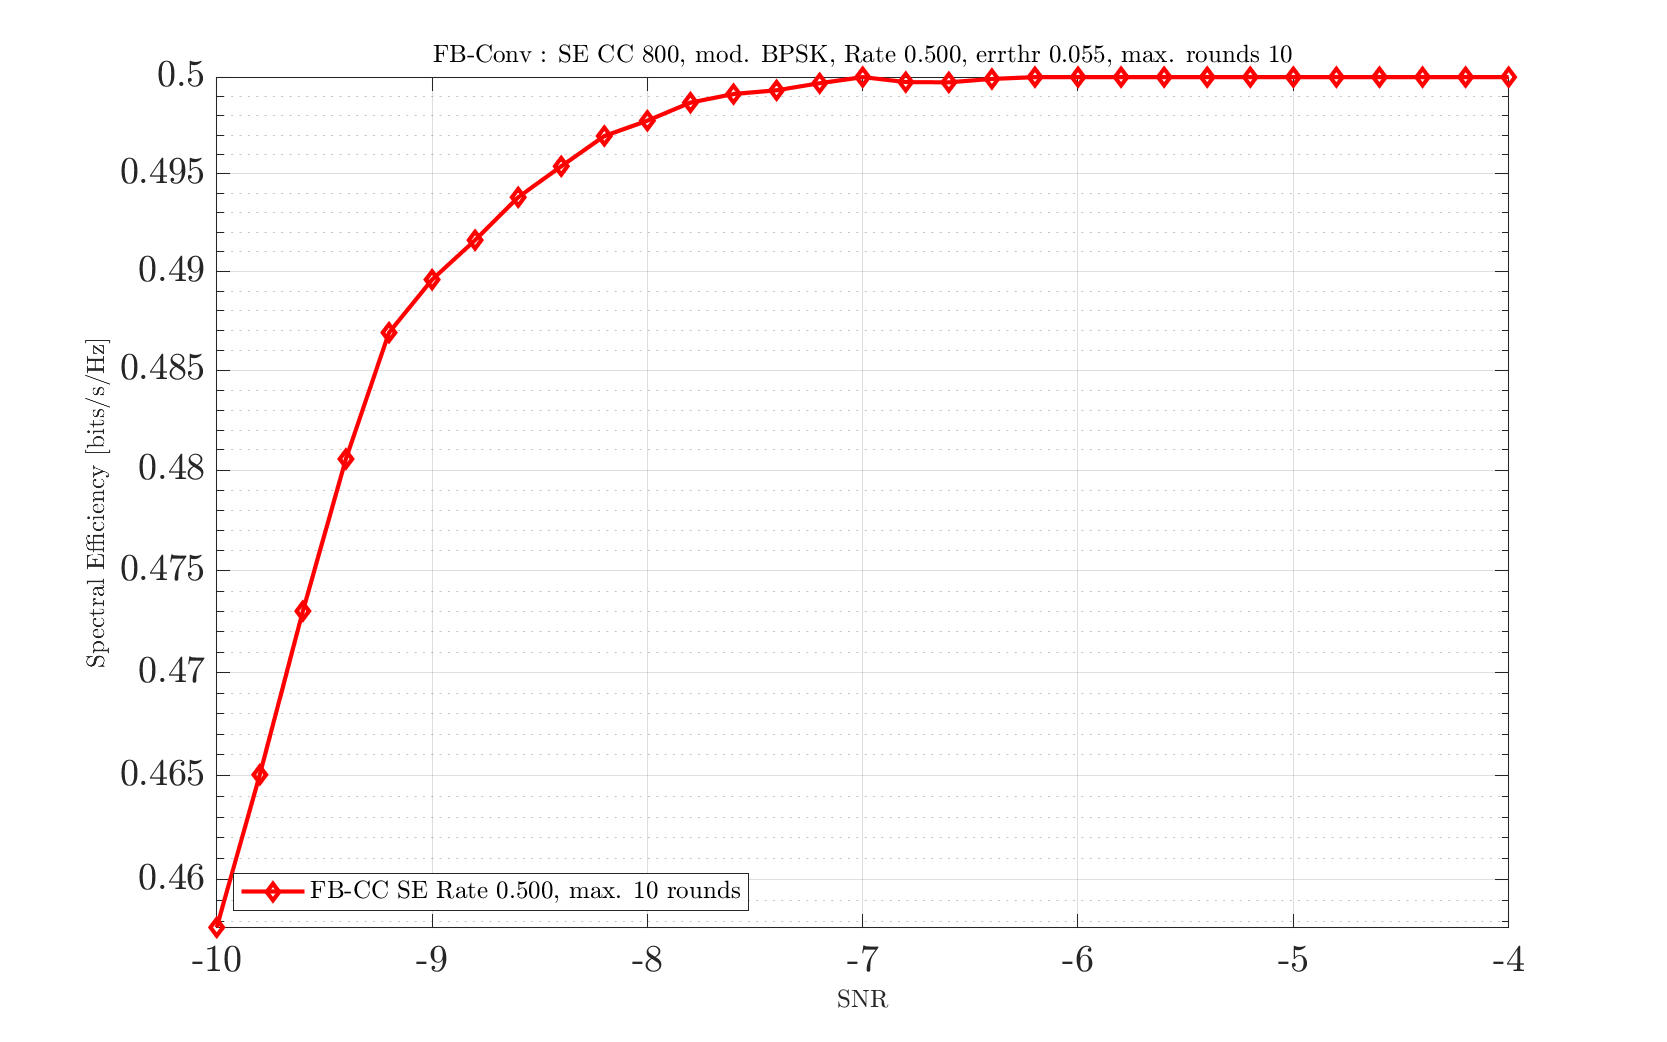 FB-Conv : SE CC 800, mod. BPSK, Rate 0.500, errthr 0.055, max. rounds 10
0.5
0.495
0.49
0.485
0.48
0.475
0.47
0.465
0.46
Spectral Efficiency [bits/s/Hz]
FB-CC SE Rate 0.500, max. 10 rounds
-10 -9 -8 -7 -6 -5 -4
SNR